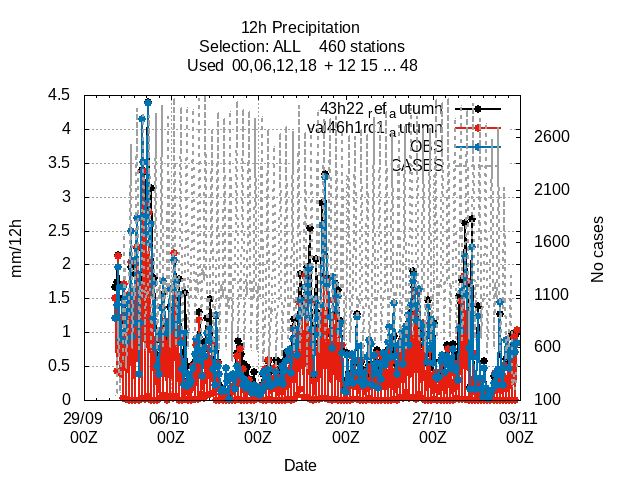 12h Precipitation
Selection: ALL 460 stations
Used 00,06,12,18 + 12 15 ... 48
4.5
4
3.5
3
2.5
2
1.5
1
0.5
0
mm/12h
2600
2100
1600
1100
600
100
No cases
43h22_ref_autumn
OBS
CASES
29/09 06/10 13/10 20/10 27/10 03/11
00Z 00Z 00Z 00Z 00Z 00Z
Date